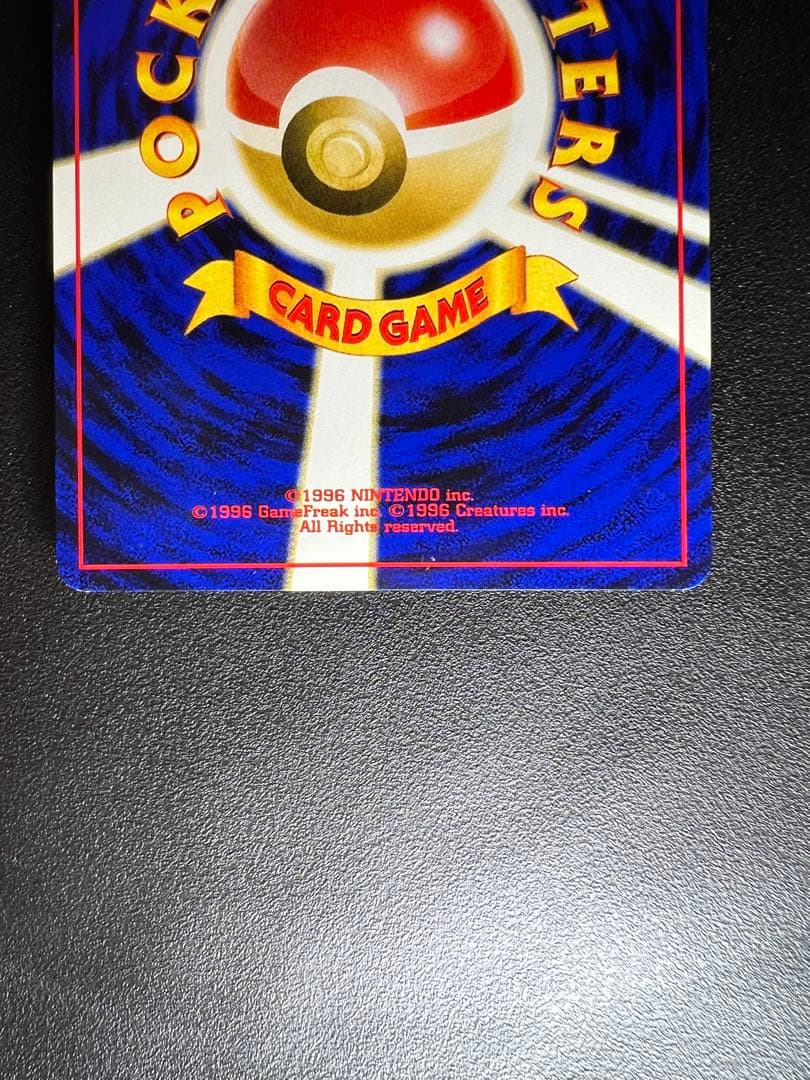 POCK
TERS
CARD GAME
©1996 NINTENDO inc.
©1996 GameFreak inc. ©1996 Creatures inc.
All Rights reserved.